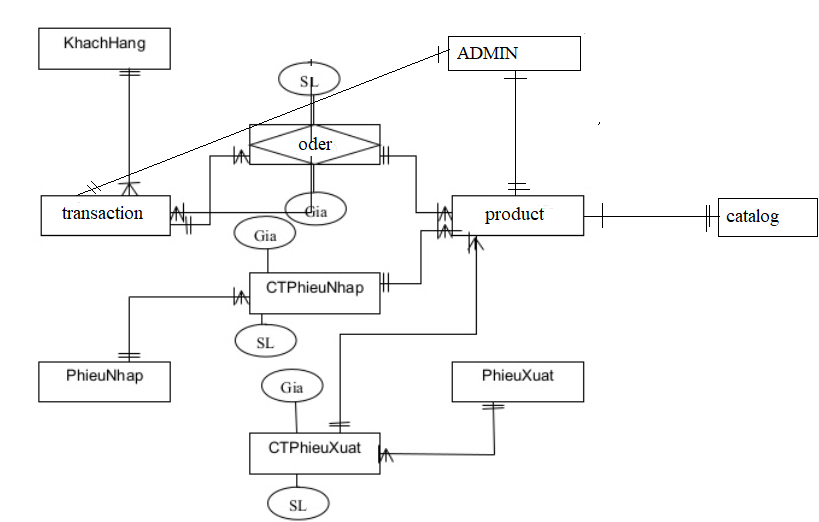 KhachHang
ADMIN
SL
oder
transaction
Gia
product
catalog
Gia
CTPhieuNhap
SL
PhieuNhap
Gia
PhieuXuat
CTPhieuXuat
SL